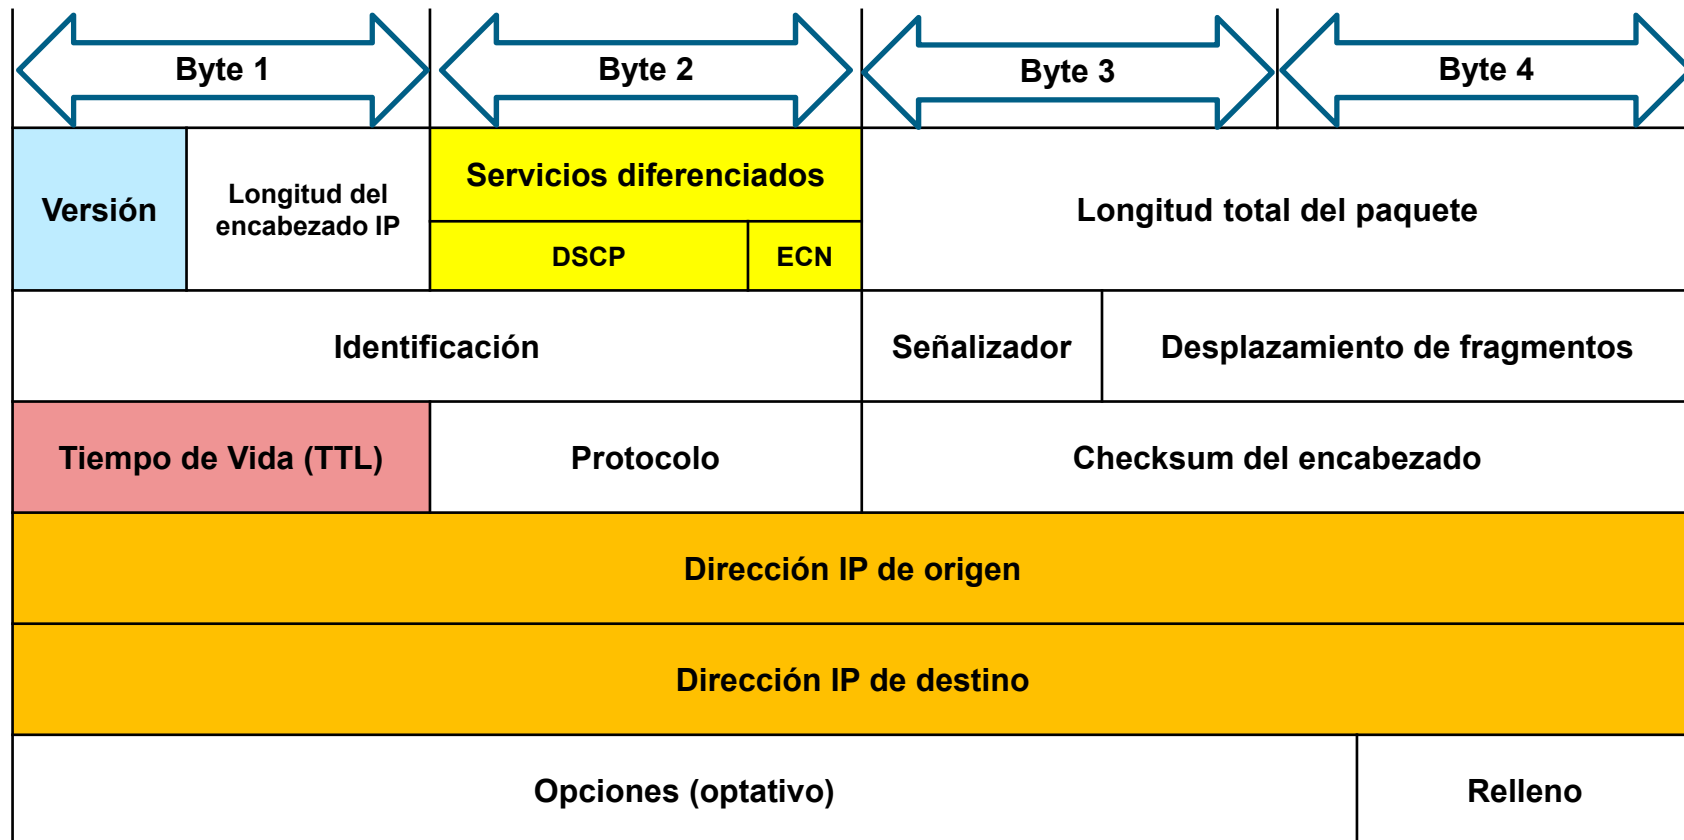 Byte 1
Byte 2
Byte 3
Byte 4
Versión
Longitud del
encabezado IP
Servicios diferenciados
DSCP
ECN
Longitud total del paquete
Identificación
Señalizador
Desplazamiento de fragmentos
Tiempo de Vida (TTL)
Protocolo
Checksum del encabezado
Dirección IP de origen
Dirección IP de destino
Opciones (optativo)
Relleno